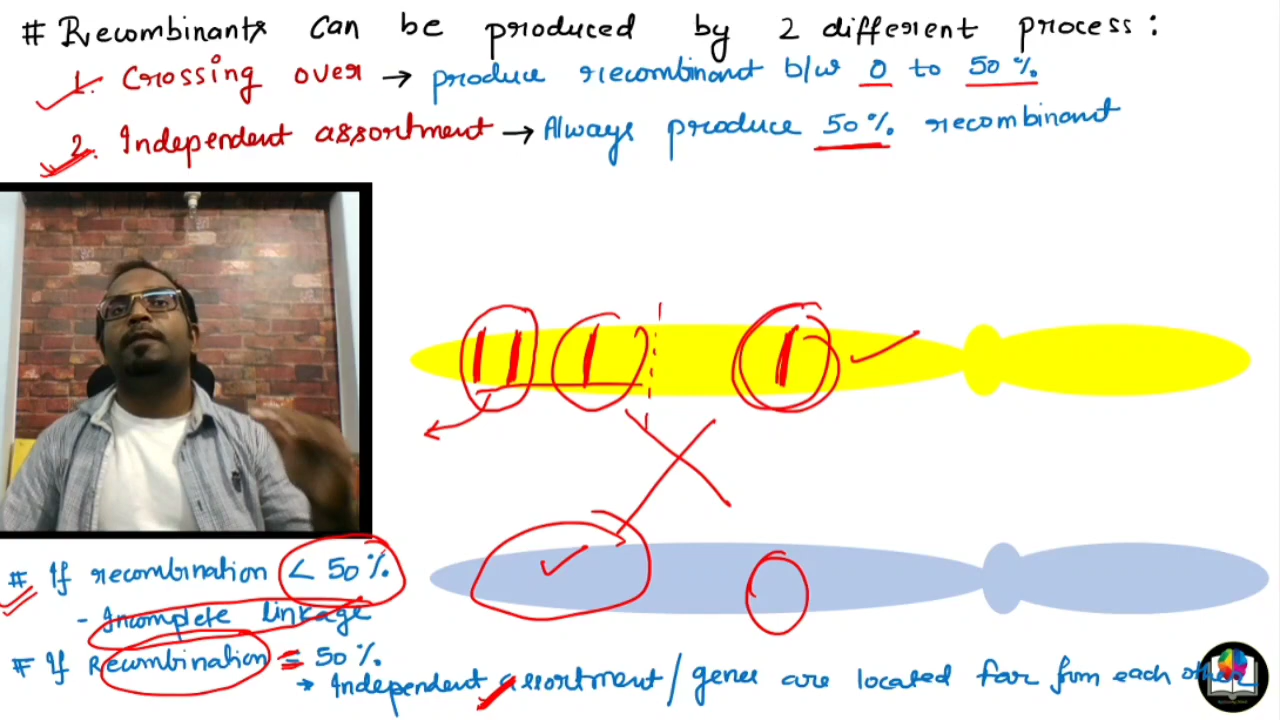 # Recombinants can be produced by 2 different process :
1. Crossing over → produce recombinant b/w 0 to 50%
2. Independent assortment → Always produce 50% recombinant
# If recombination < 50%.
- Incomplete linkage
# If Recombination = 50%.
→ Independent assortment / genes are located far from each other